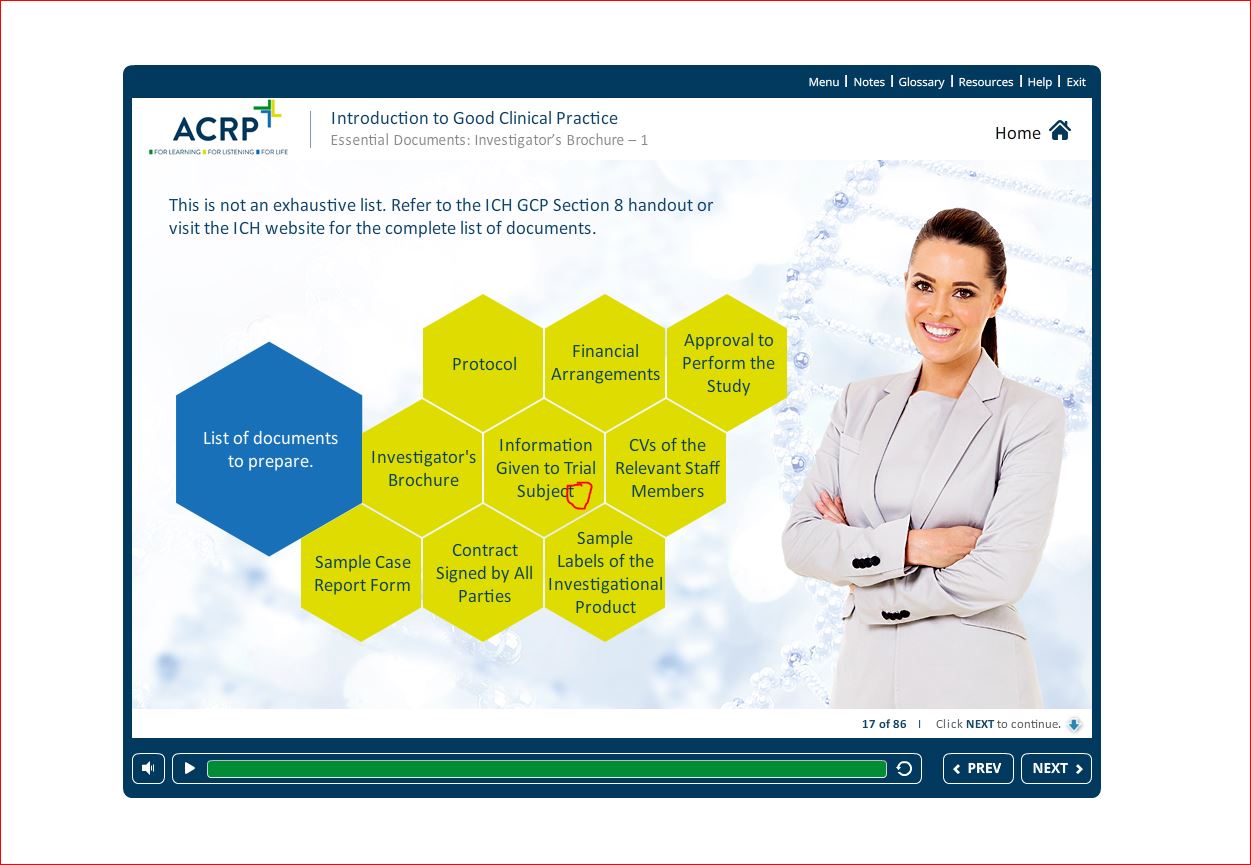 Menu | Notes | Glossary | Resources | Help | Exit
ACRP
FOR LEARNING FOR LISTENING FOR LIFE
Introduction to Good Clinical Practice
Essential Documents: Investigator’s Brochure – 1
Home
This is not an exhaustive list. Refer to the ICH GCP Section 8 handout or
visit the ICH website for the complete list of documents.
List of documents
to prepare.
Protocol
Financial
Arrangements
Approval to
Perform the
Study
Investigator's
Brochure
Information
Given to Trial
Subject
CVs of the
Relevant Staff
Members
Sample Case
Report Form
Contract
Signed by All
Parties
Sample
Labels of the
Investigational
Product
17 of 86 | Click NEXT to continue.
PREV
NEXT